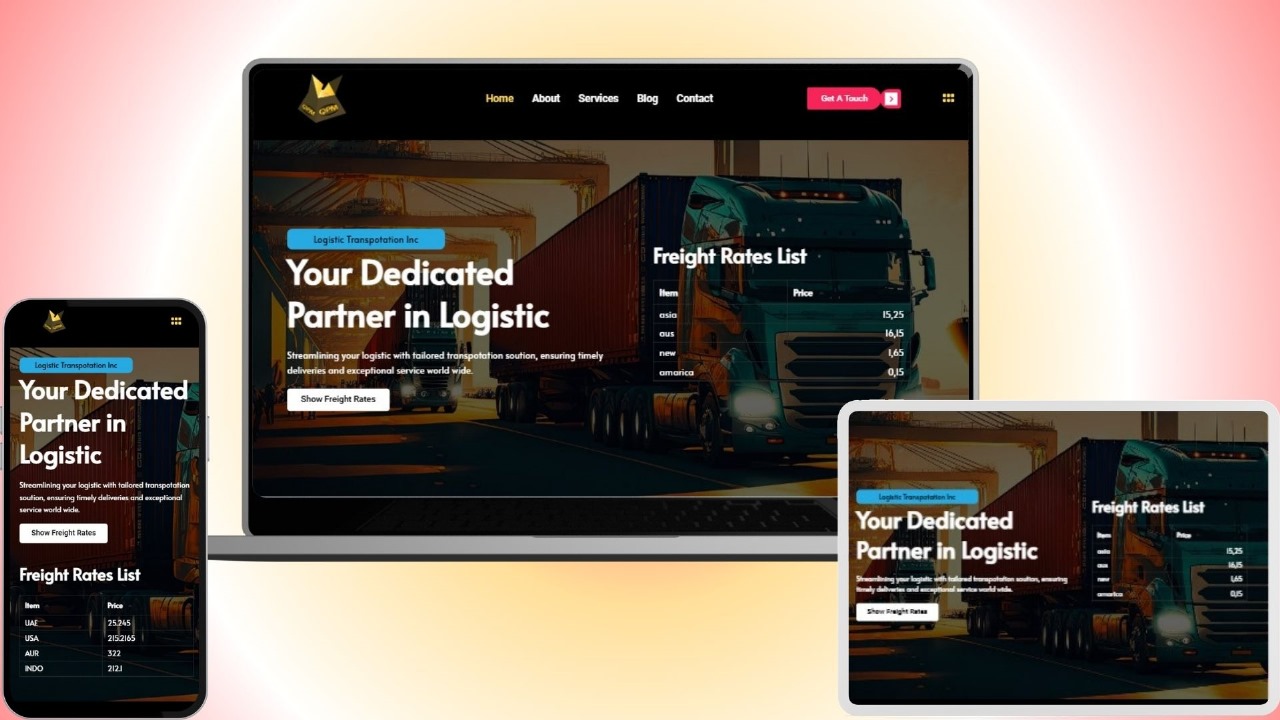 Home About Services Blog Contact Get A Touch
GPM
Logistic Transpotation Inc
Your Dedicated
Partner in Logistic
Streamlining your logistic with tailored transpotation soution, ensuring timely
deliveries and exceptional service world wide.
Show Freight Rates
Freight Rates List
Item Price
asia 15,25
aus 16,15
new 1,65
amarica 0,15
Logistic Transpotation Inc
Your Dedicated
Partner in
Logistic
Streamlining your logistic with tailored transpotation
soution, ensuring timely deliveries and exceptional
service world wide.
Show Freight Rates
Freight Rates List
Item Price
UAE 25.245
USA 215.2165
AUR 322
INDO 212.1
Logistic Transpotation Inc
Your Dedicated
Partner in Logistic
Streamlining your logistic with tailored transpotation soution, ensuring
timely deliveries and exceptional service world wide.
Show Freight Rates
Freight Rates List
Item Price
asia 15,25
aus 16,15
new 1,65
amarica 0,15